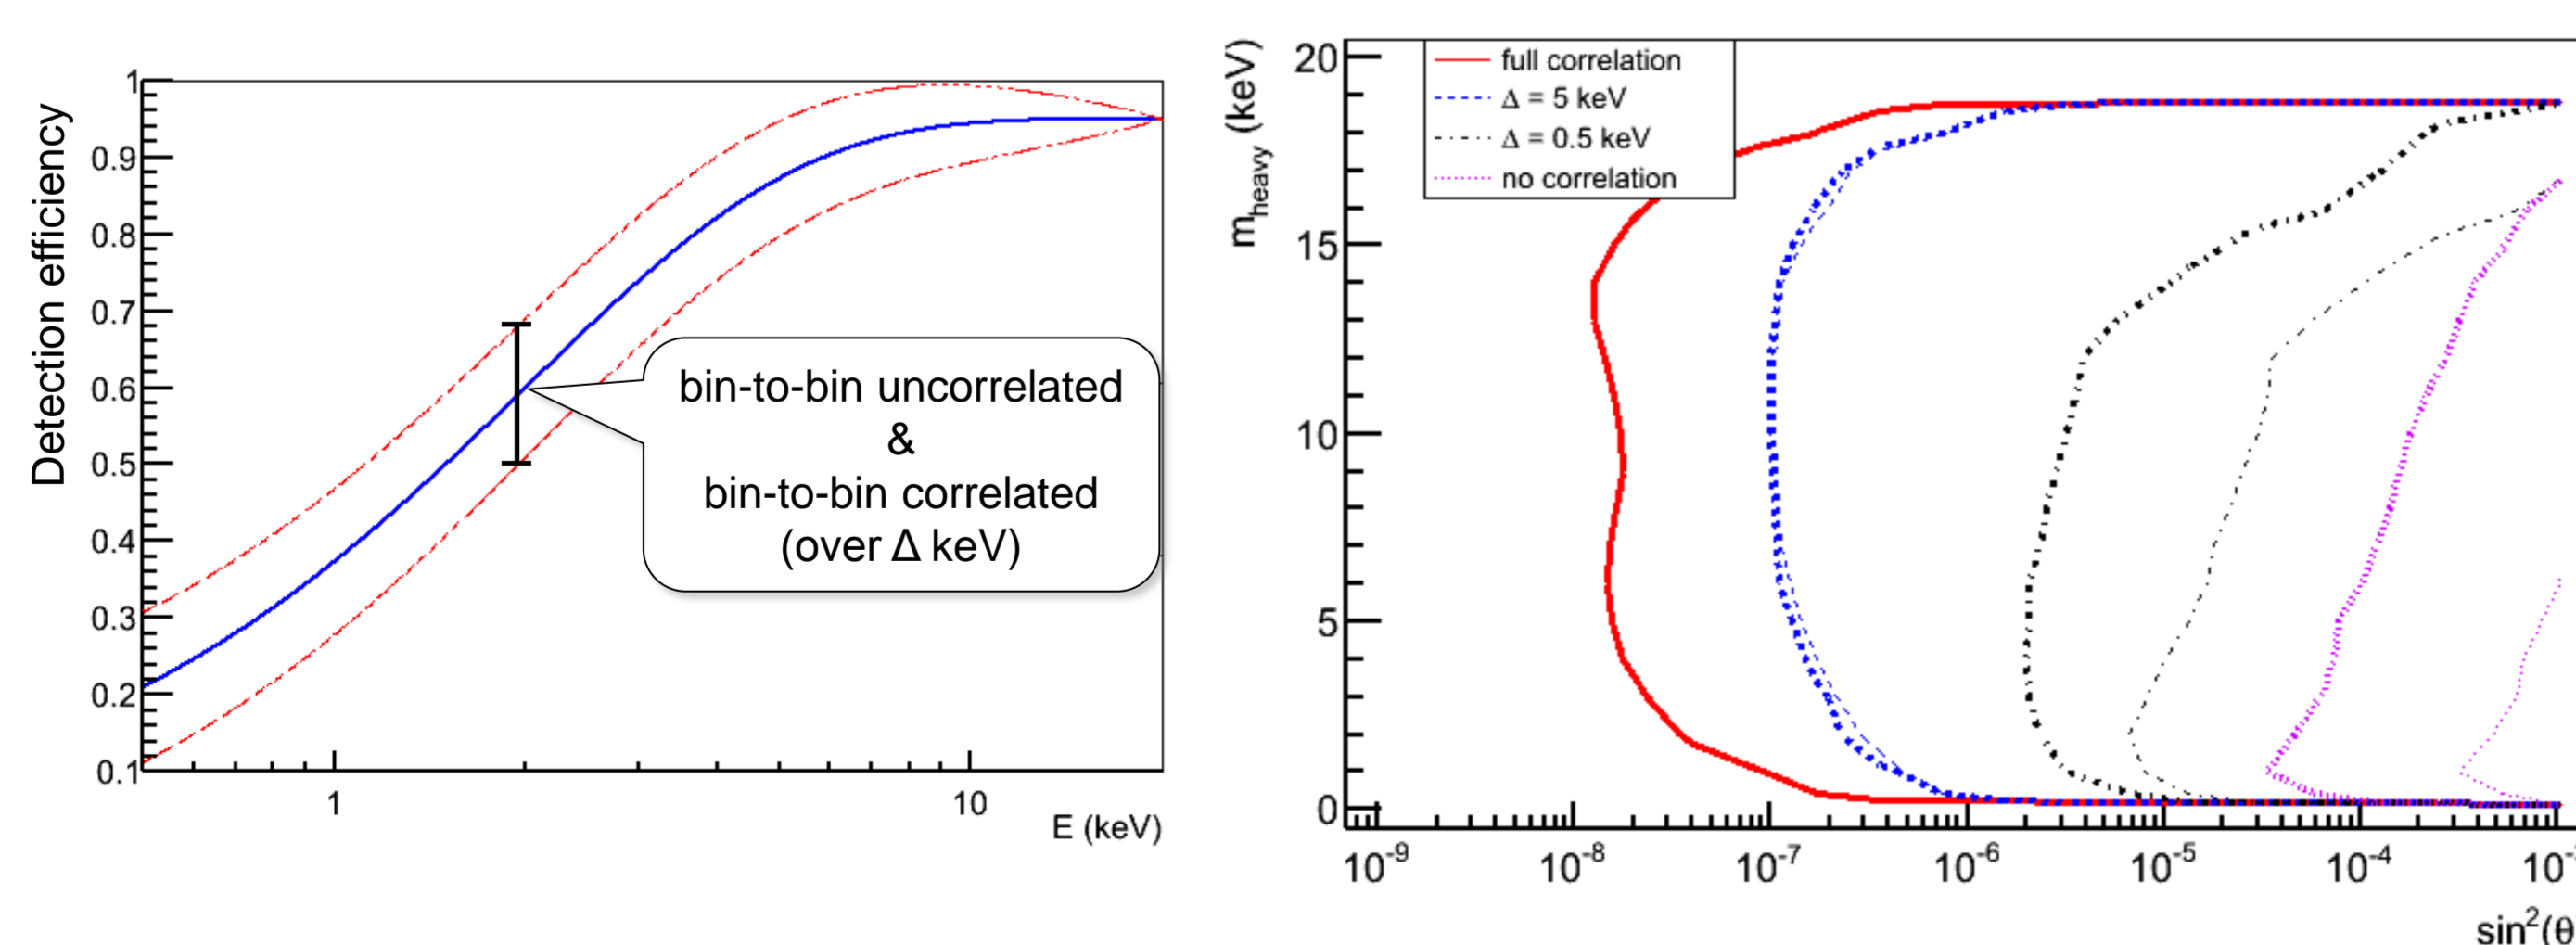 Detection efficiency
1
0.9
0.8
0.7
0.6
0.5
0.4
0.3
0.2
0.1
1
10
E (keV)
bin-to-bin uncorrelated
&
bin-to-bin correlated
(over Δ keV)
m_heavy (keV)
20
15
10
5
0
full correlation
Δ = 5 keV
Δ = 0.5 keV
no correlation
10⁻⁹
10⁻⁸
10⁻⁷
10⁻⁶
10⁻⁵
10⁻⁴
10⁻
sin²(θ